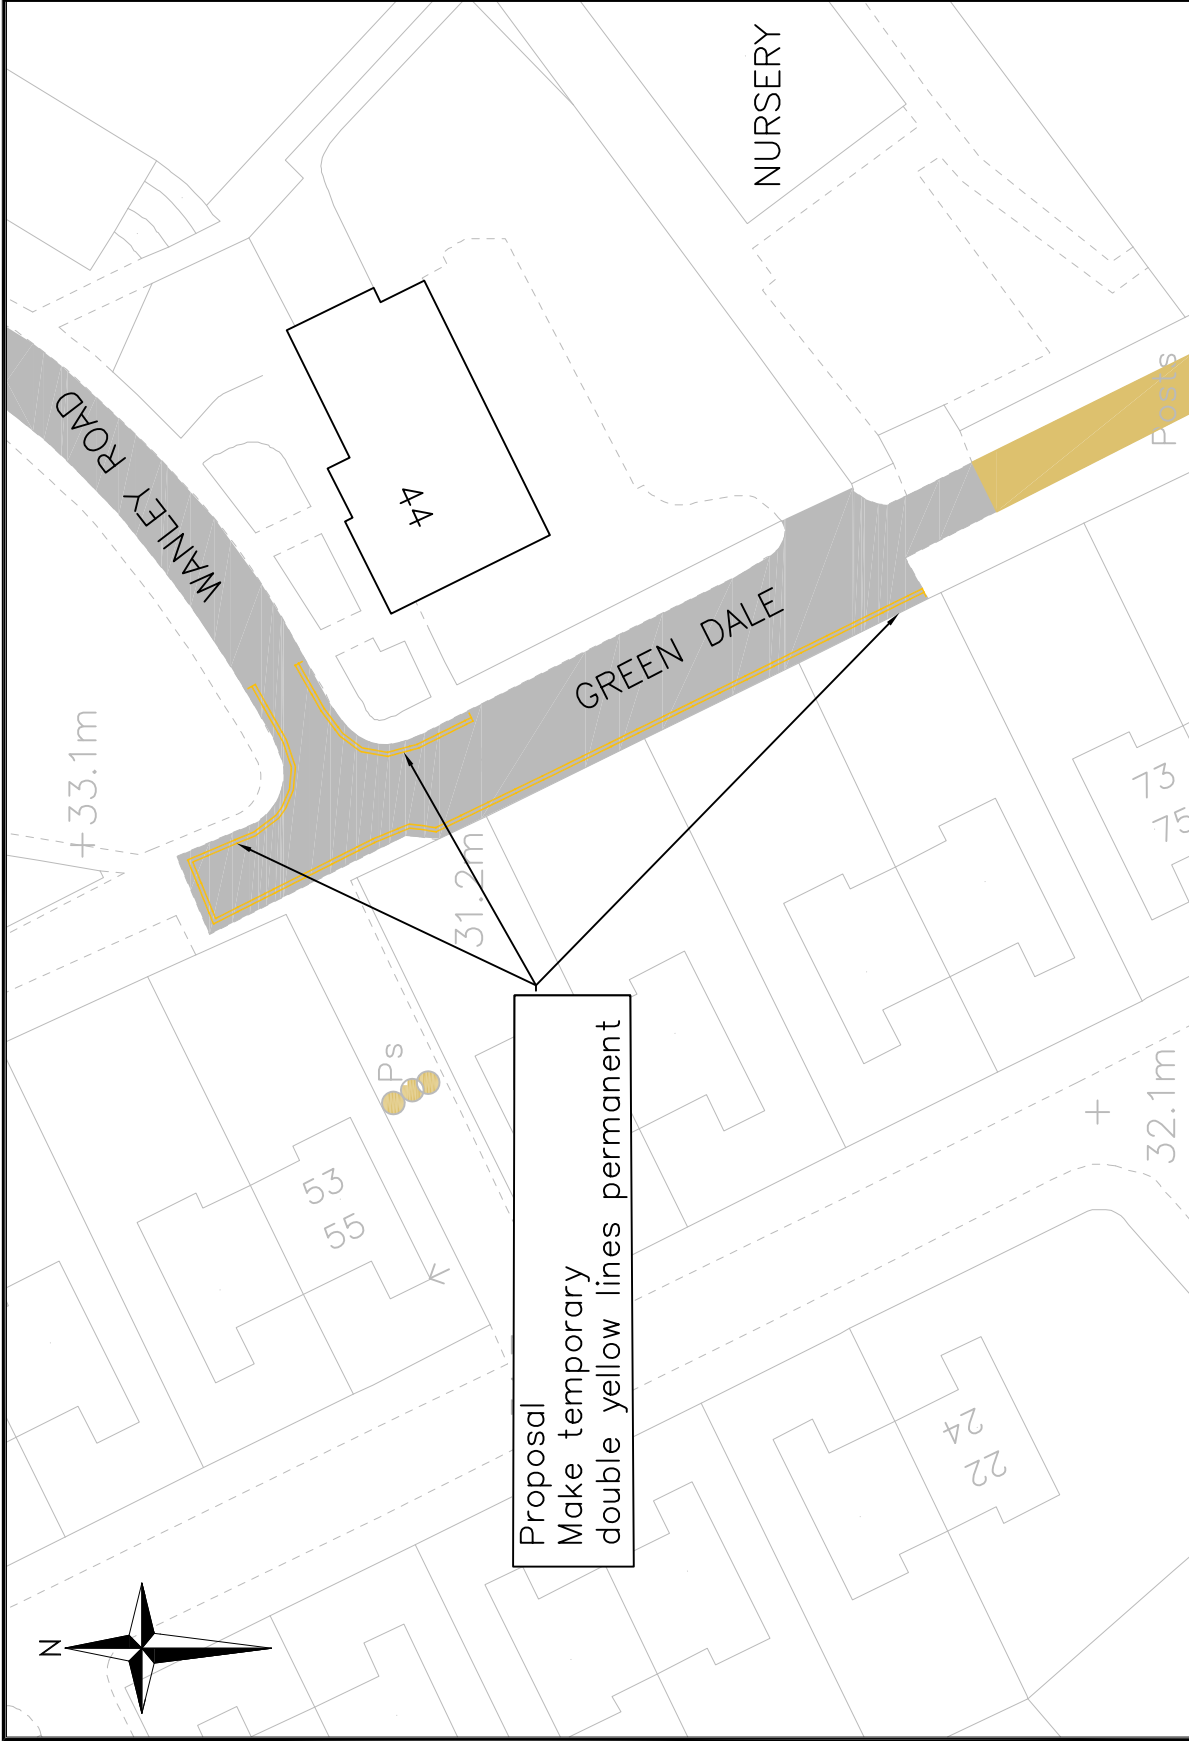 WANLEY ROAD
44
NURSERY
GREEN DALE
Posts
+33.1m
31.2m
Ps
53
55
73
75
32.1m
24
22
Proposal
Make temporary
double yellow lines permanent
N